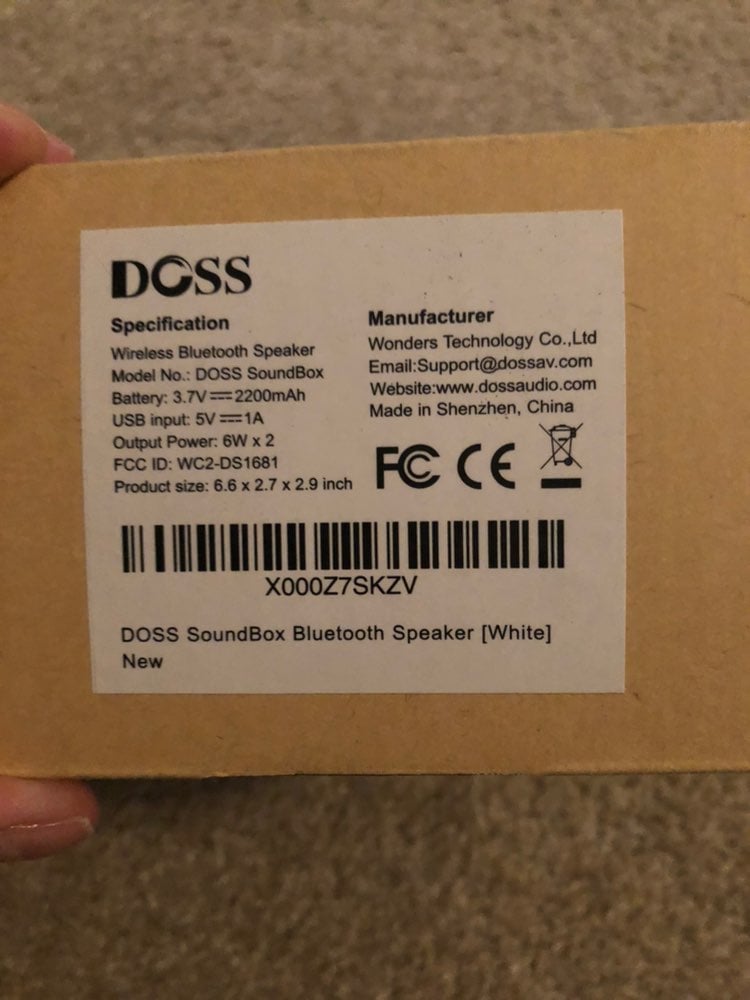 DOSS
Specification
Wireless Bluetooth Speaker
Model No.: DOSS SoundBox
Battery: 3.7V⎓2200mAh
USB input: 5V⎓1A
Output Power: 6W x 2
FCC ID: WC2-DS1681
Product size: 6.6 x 2.7 x 2.9 inch
Manufacturer
Wonders Technology Co.,Ltd
Email:Support@dossav.com
Website:www.dossaudio.com
Made in Shenzhen, China
FC CE
X000Z7SKZV
DOSS SoundBox Bluetooth Speaker [White]
New